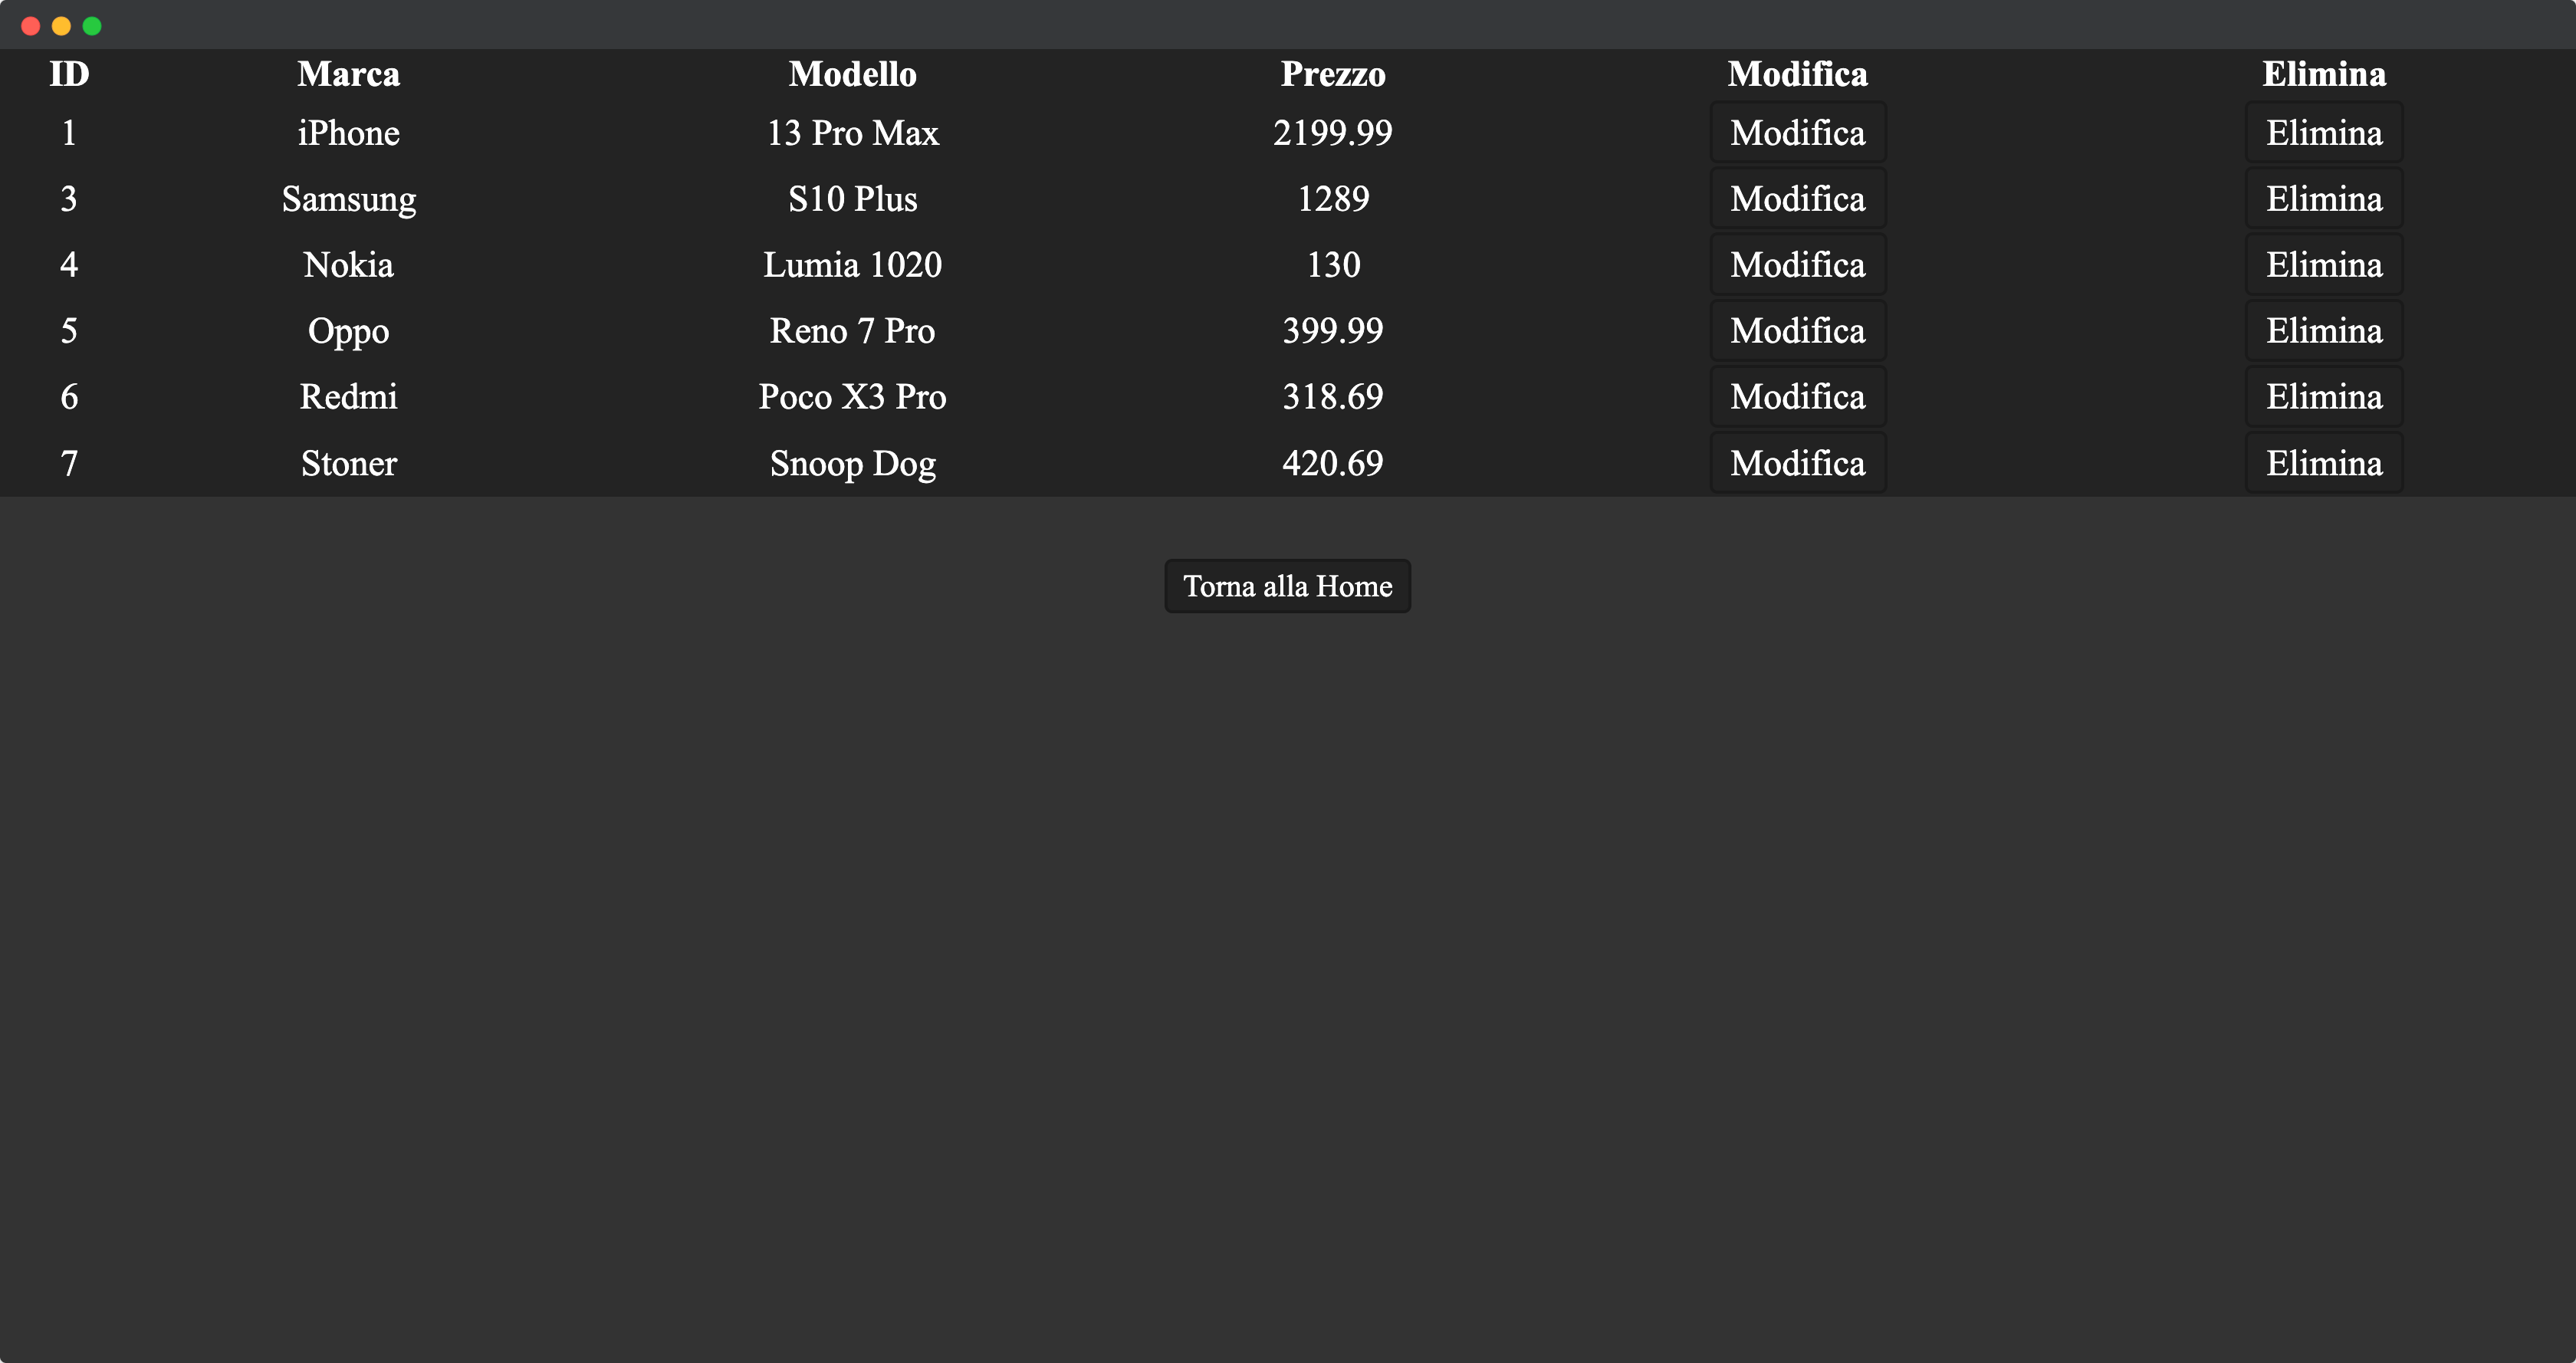 ID Marca Modello Prezzo Modifica Elimina
1 iPhone 13 Pro Max 2199.99 Modifica Elimina
3 Samsung S10 Plus 1289 Modifica Elimina
4 Nokia Lumia 1020 130 Modifica Elimina
5 Oppo Reno 7 Pro 399.99 Modifica Elimina
6 Redmi Poco X3 Pro 318.69 Modifica Elimina
7 Stoner Snoop Dog 420.69 Modifica Elimina
Torna alla Home